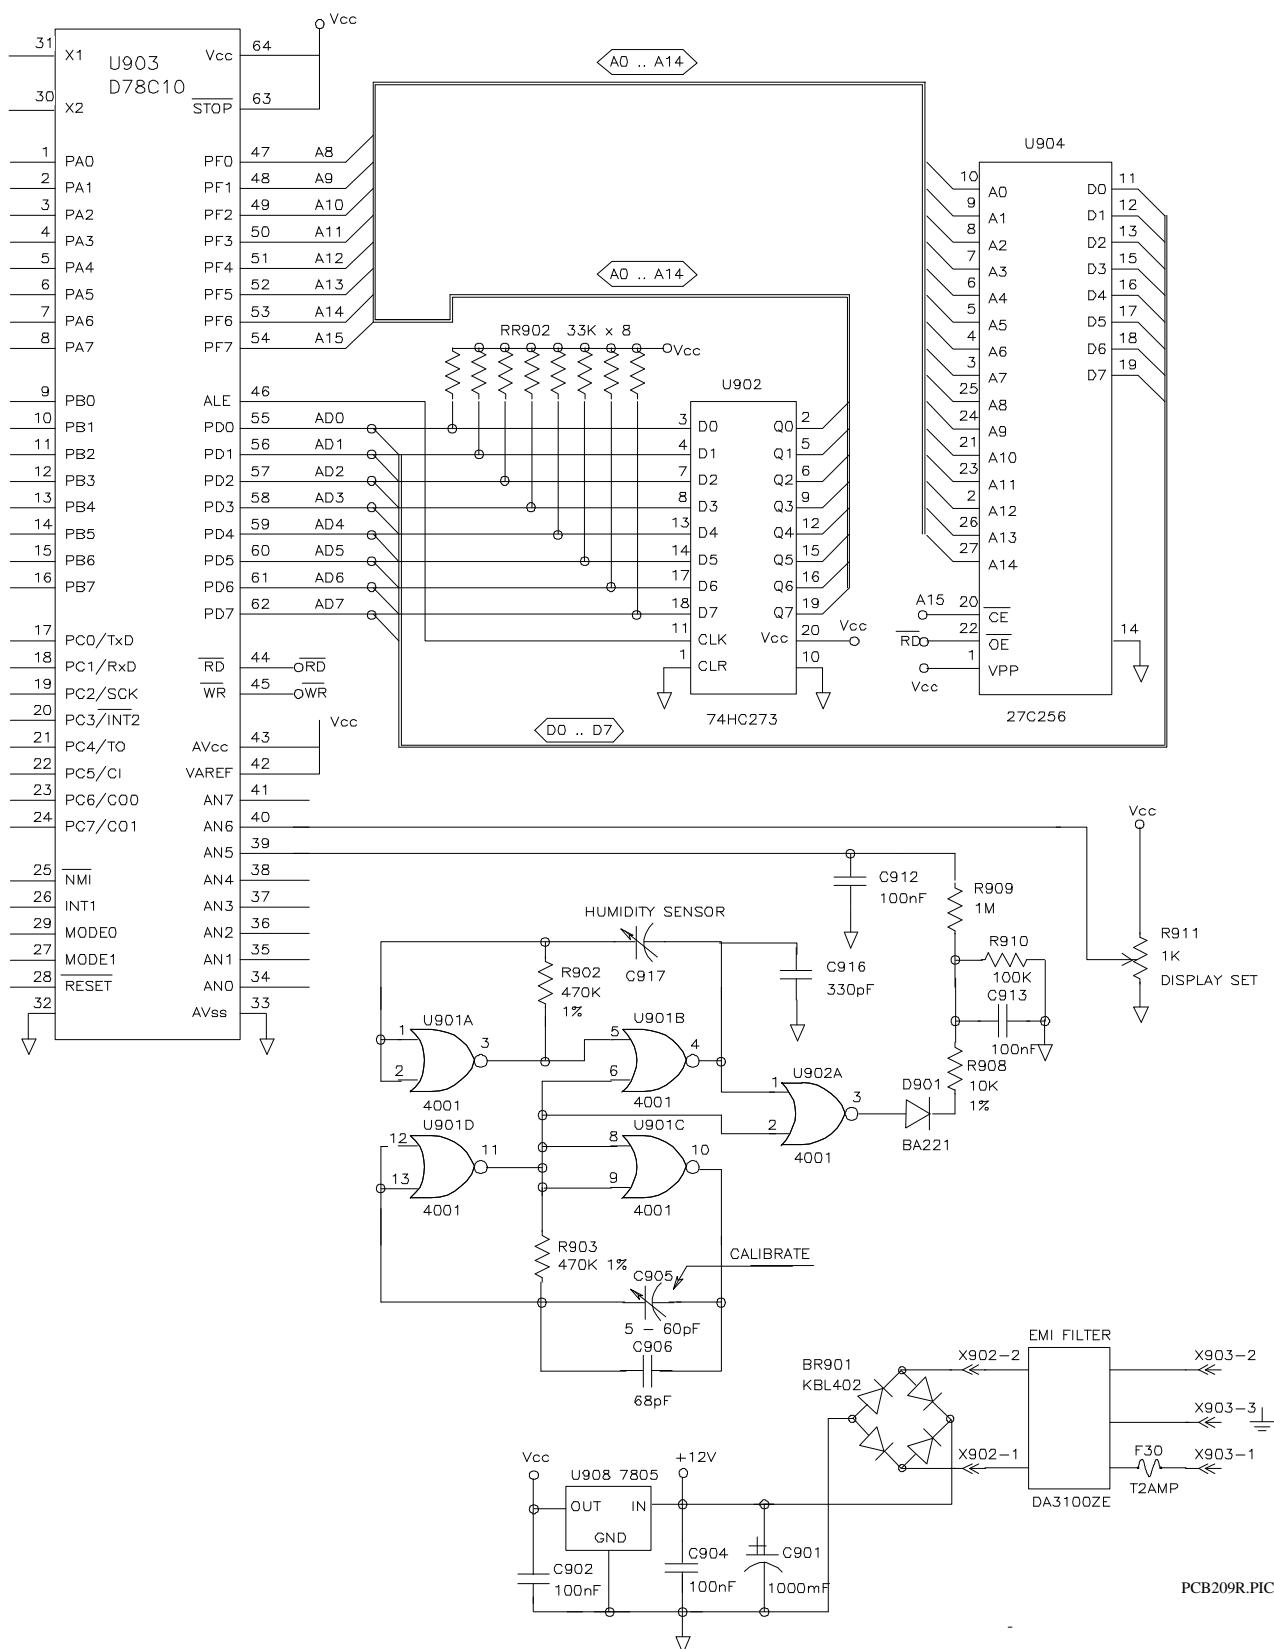 Vcc
U903
D78C10
31 X1 Vcc 64
30 X2 STOP 63
1 PA0 PF0 47 A8
2 PA1 PF1 48 A9
3 PA2 PF2 49 A10
4 PA3 PF3 50 A11
5 PA4 PF4 51 A12
6 PA5 PF5 52 A13
7 PA6 PF6 53 A14
8 PA7 PF7 54 A15
9 PB0 ALE 46
10 PB1 PD0 55 AD0
11 PB2 PD1 56 AD1
12 PB3 PD2 57 AD2
13 PB4 PD3 58 AD3
14 PB5 PD4 59 AD4
15 PB6 PD5 60 AD5
16 PB7 PD6 61 AD6
PD7 62 AD7
17 PC0/TxD
18 PC1/RxD RD 44 RD
19 PC2/SCK WR 45 WR
20 PC3/INT2
Vcc
21 PC4/TO AVcc 43
22 PC5/CI VAREF 42
23 PC6/CO0 AN7 41
24 PC7/CO1 AN6 40
AN5 39
25 NMI AN4 38
26 INT1 AN3 37
29 MODE0 AN2 36
27 MODE1 AN1 35
28 RESET AN0 34
32 AVss 33
A0 .. A14
A0 .. A14
RR902 33K x 8
Vcc
U902
3 D0 Q0 2
4 D1 Q1 5
7 D2 Q2 6
8 D3 Q3 9
13 D4 Q4 12
14 D5 Q5 15
17 D6 Q6 16
18 D7 Q7 19
11 CLK Vcc 20 Vcc
1 CLR 10
74HC273
D0 .. D7
U904
10 A0 D0 11
9 A1 D1 12
8 A2 D2 13
7 A3 D3 15
6 A4 D4 16
5 A5 D5 17
4 A6 D6 18
3 A7 D7 19
25 A8
24 A9
21 A10
23 A11
2 A12
26 A13
27 A14
A15 20 CE
RD 22 OE 14
1 VPP
Vcc
27C256
Vcc
R911
1K
DISPLAY SET
C912
100nF
R909
1M
R910
100K
C913
100nF
R908
10K
1%
HUMIDITY SENSOR
C917
R902
470K
1%
C916
330pF
U901A
1
2
3
4001
U901B
5
6
4
4001
U902A
1
2
3
4001
D901
BA221
U901D
12
13
11
4001
U901C
8
9
10
4001
R903
470K 1%
CALIBRATE
C905
5 - 60pF
C906
68pF
EMI FILTER
BR901
KBL402
X902-2
X903-2
X903-3
X902-1
F30
X903-1
T2AMP
DA3100ZE
Vcc
U908 7805
+12V
OUT IN
GND
C902
100nF
C904
100nF
C901
1000mF
PCB209R.PIC
-